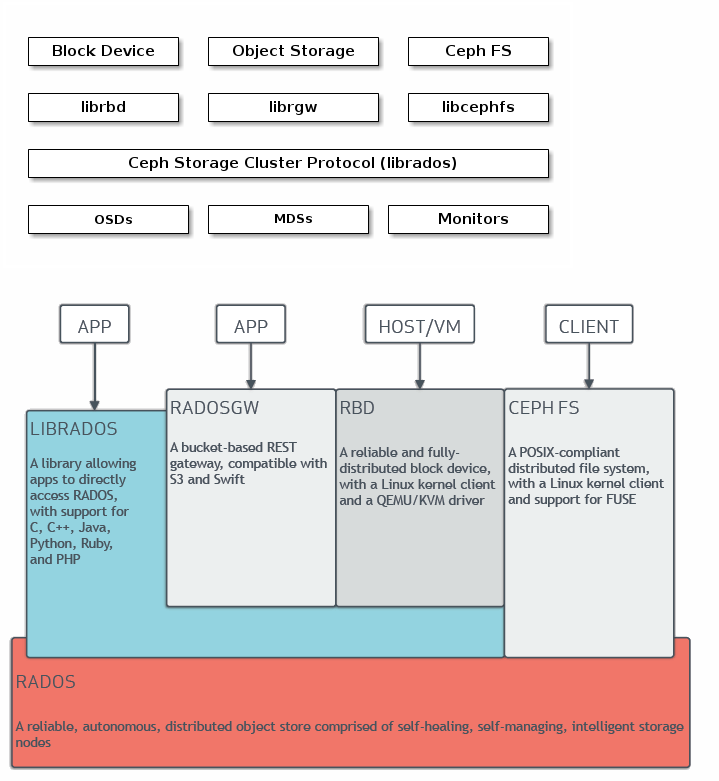 Block Device
Object Storage
Ceph FS
librbd
librgw
libcephfs
Ceph Storage Cluster Protocol (librados)
OSDs
MDSs
Monitors
APP
APP
HOST/VM
CLIENT
LIBRADOS
A library allowing
apps to directly
access RADOS,
with support for
C, C++, Java,
Python, Ruby,
and PHP
RADOSGW
A bucket-based REST
gateway, compatible with
S3 and Swift
RBD
A reliable and fully-
distributed block device,
with a Linux kernel client
and a QEMU/KVM driver
CEPH FS
A POSIX-compliant
distributed file system,
with a Linux kernel client
and support for FUSE
RADOS
A reliable, autonomous, distributed object store comprised of self-healing, self-managing, intelligent storage
nodes